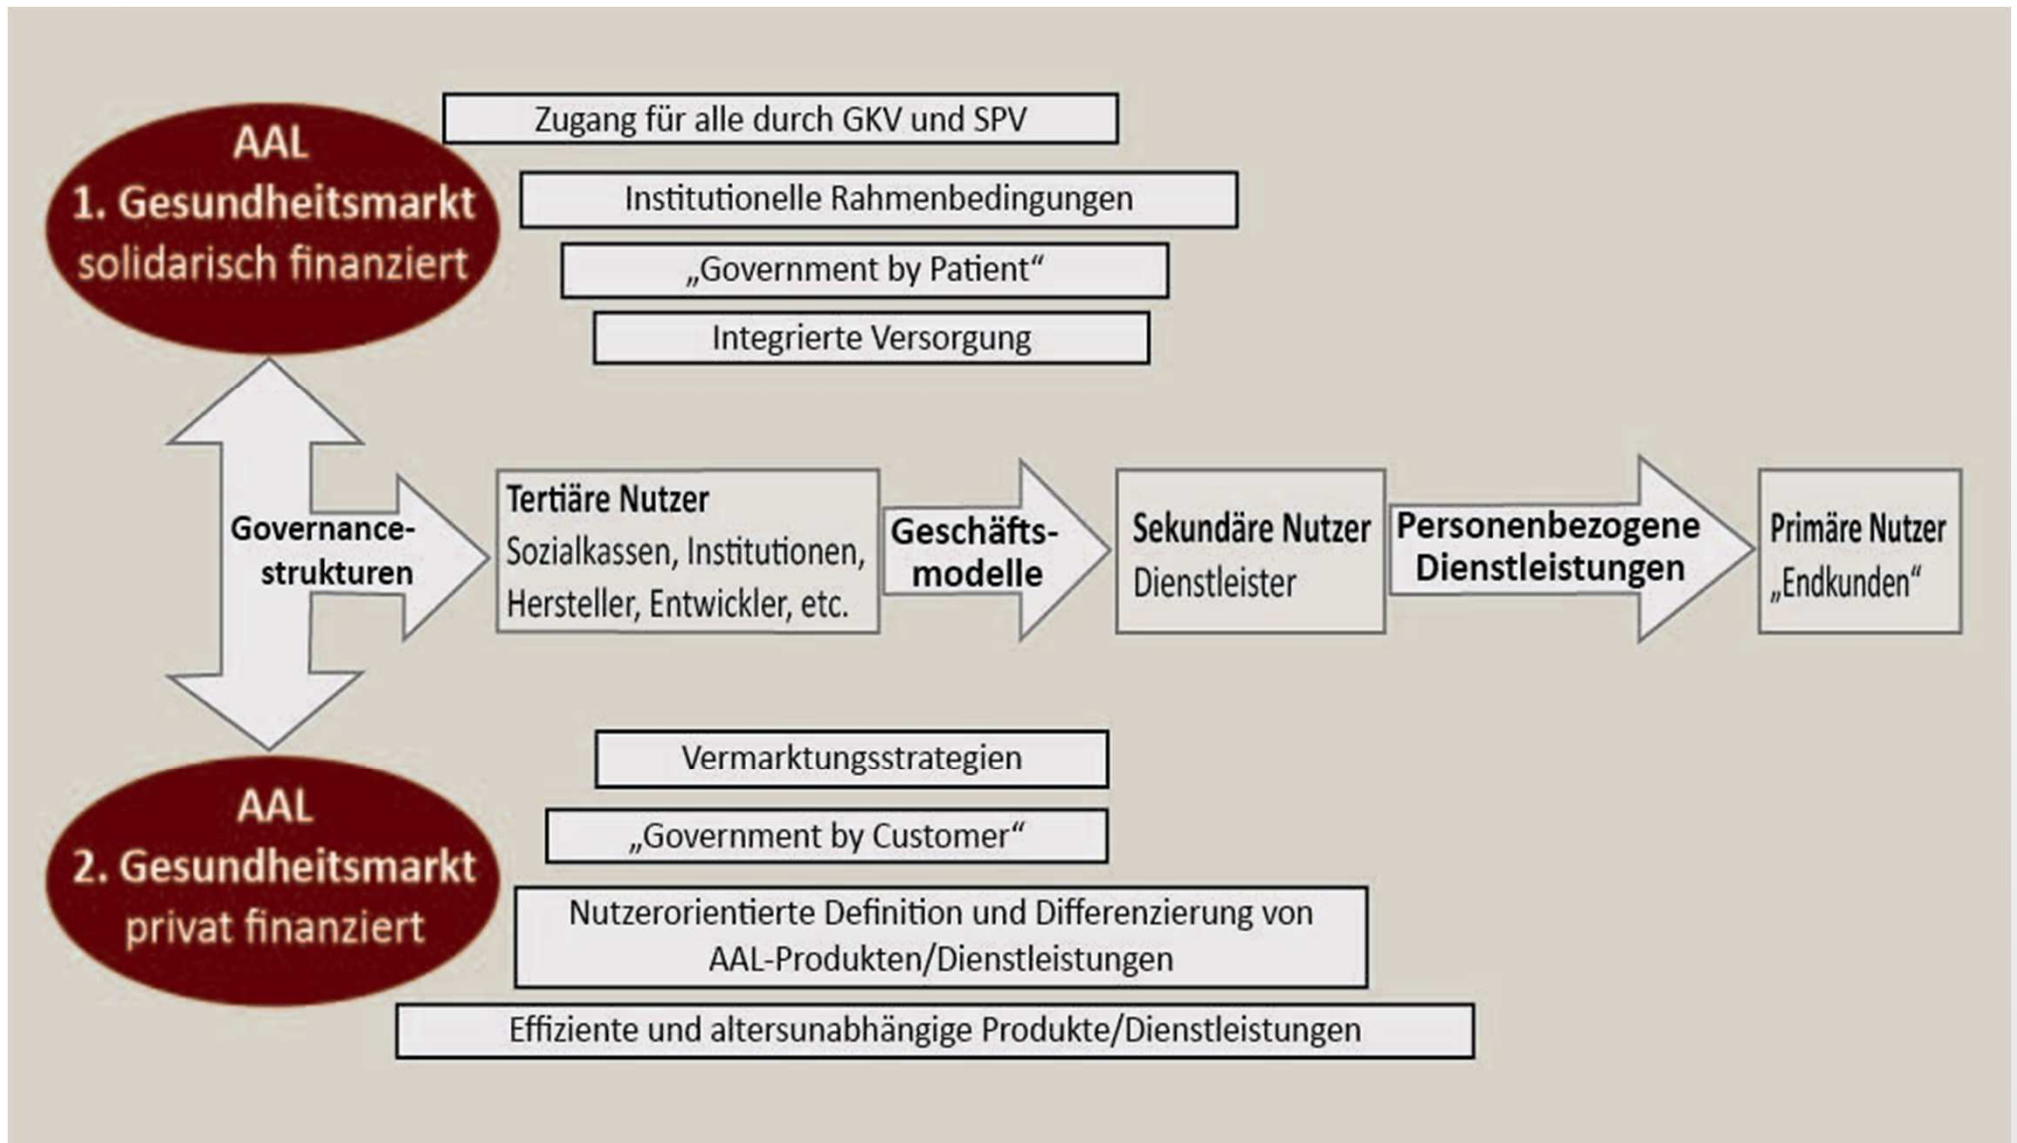 AAL
1. Gesundheitsmarkt
solidarisch finanziert
Zugang für alle durch GKV und SPV
Institutionelle Rahmenbedingungen
„Government by Patient“
Integrierte Versorgung
Governance-
strukturen
Tertiäre Nutzer
Sozialkassen, Institutionen,
Hersteller, Entwickler, etc.
Geschäfts-
modelle
Sekundäre Nutzer
Dienstleister
Personenbezogene
Dienstleistungen
Primäre Nutzer
„Endkunden“
AAL
2. Gesundheitsmarkt
privat finanziert
Vermarktungsstrategien
„Government by Customer“
Nutzerorientierte Definition und Differenzierung von
AAL-Produkten/Dienstleistungen
Effiziente und altersunabhängige Produkte/Dienstleistungen